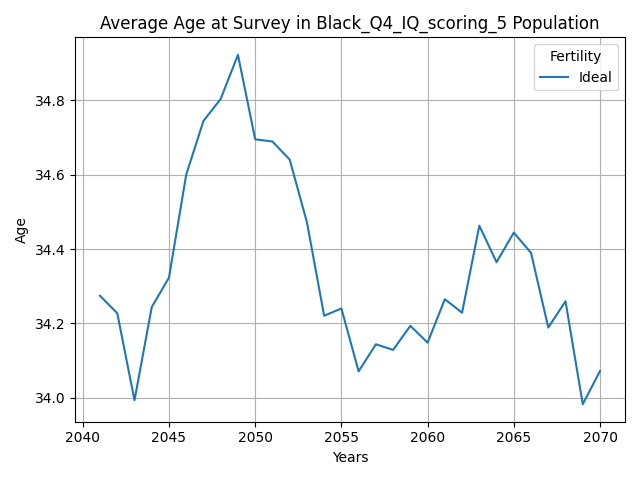 Average Age at Survey in Black_Q4_IQ_scoring_5 Population
Fertility
Ideal
34.8
34.6
34.4
34.2
34.0
Age
2040 2045 2050 2055 2060 2065 2070
Years